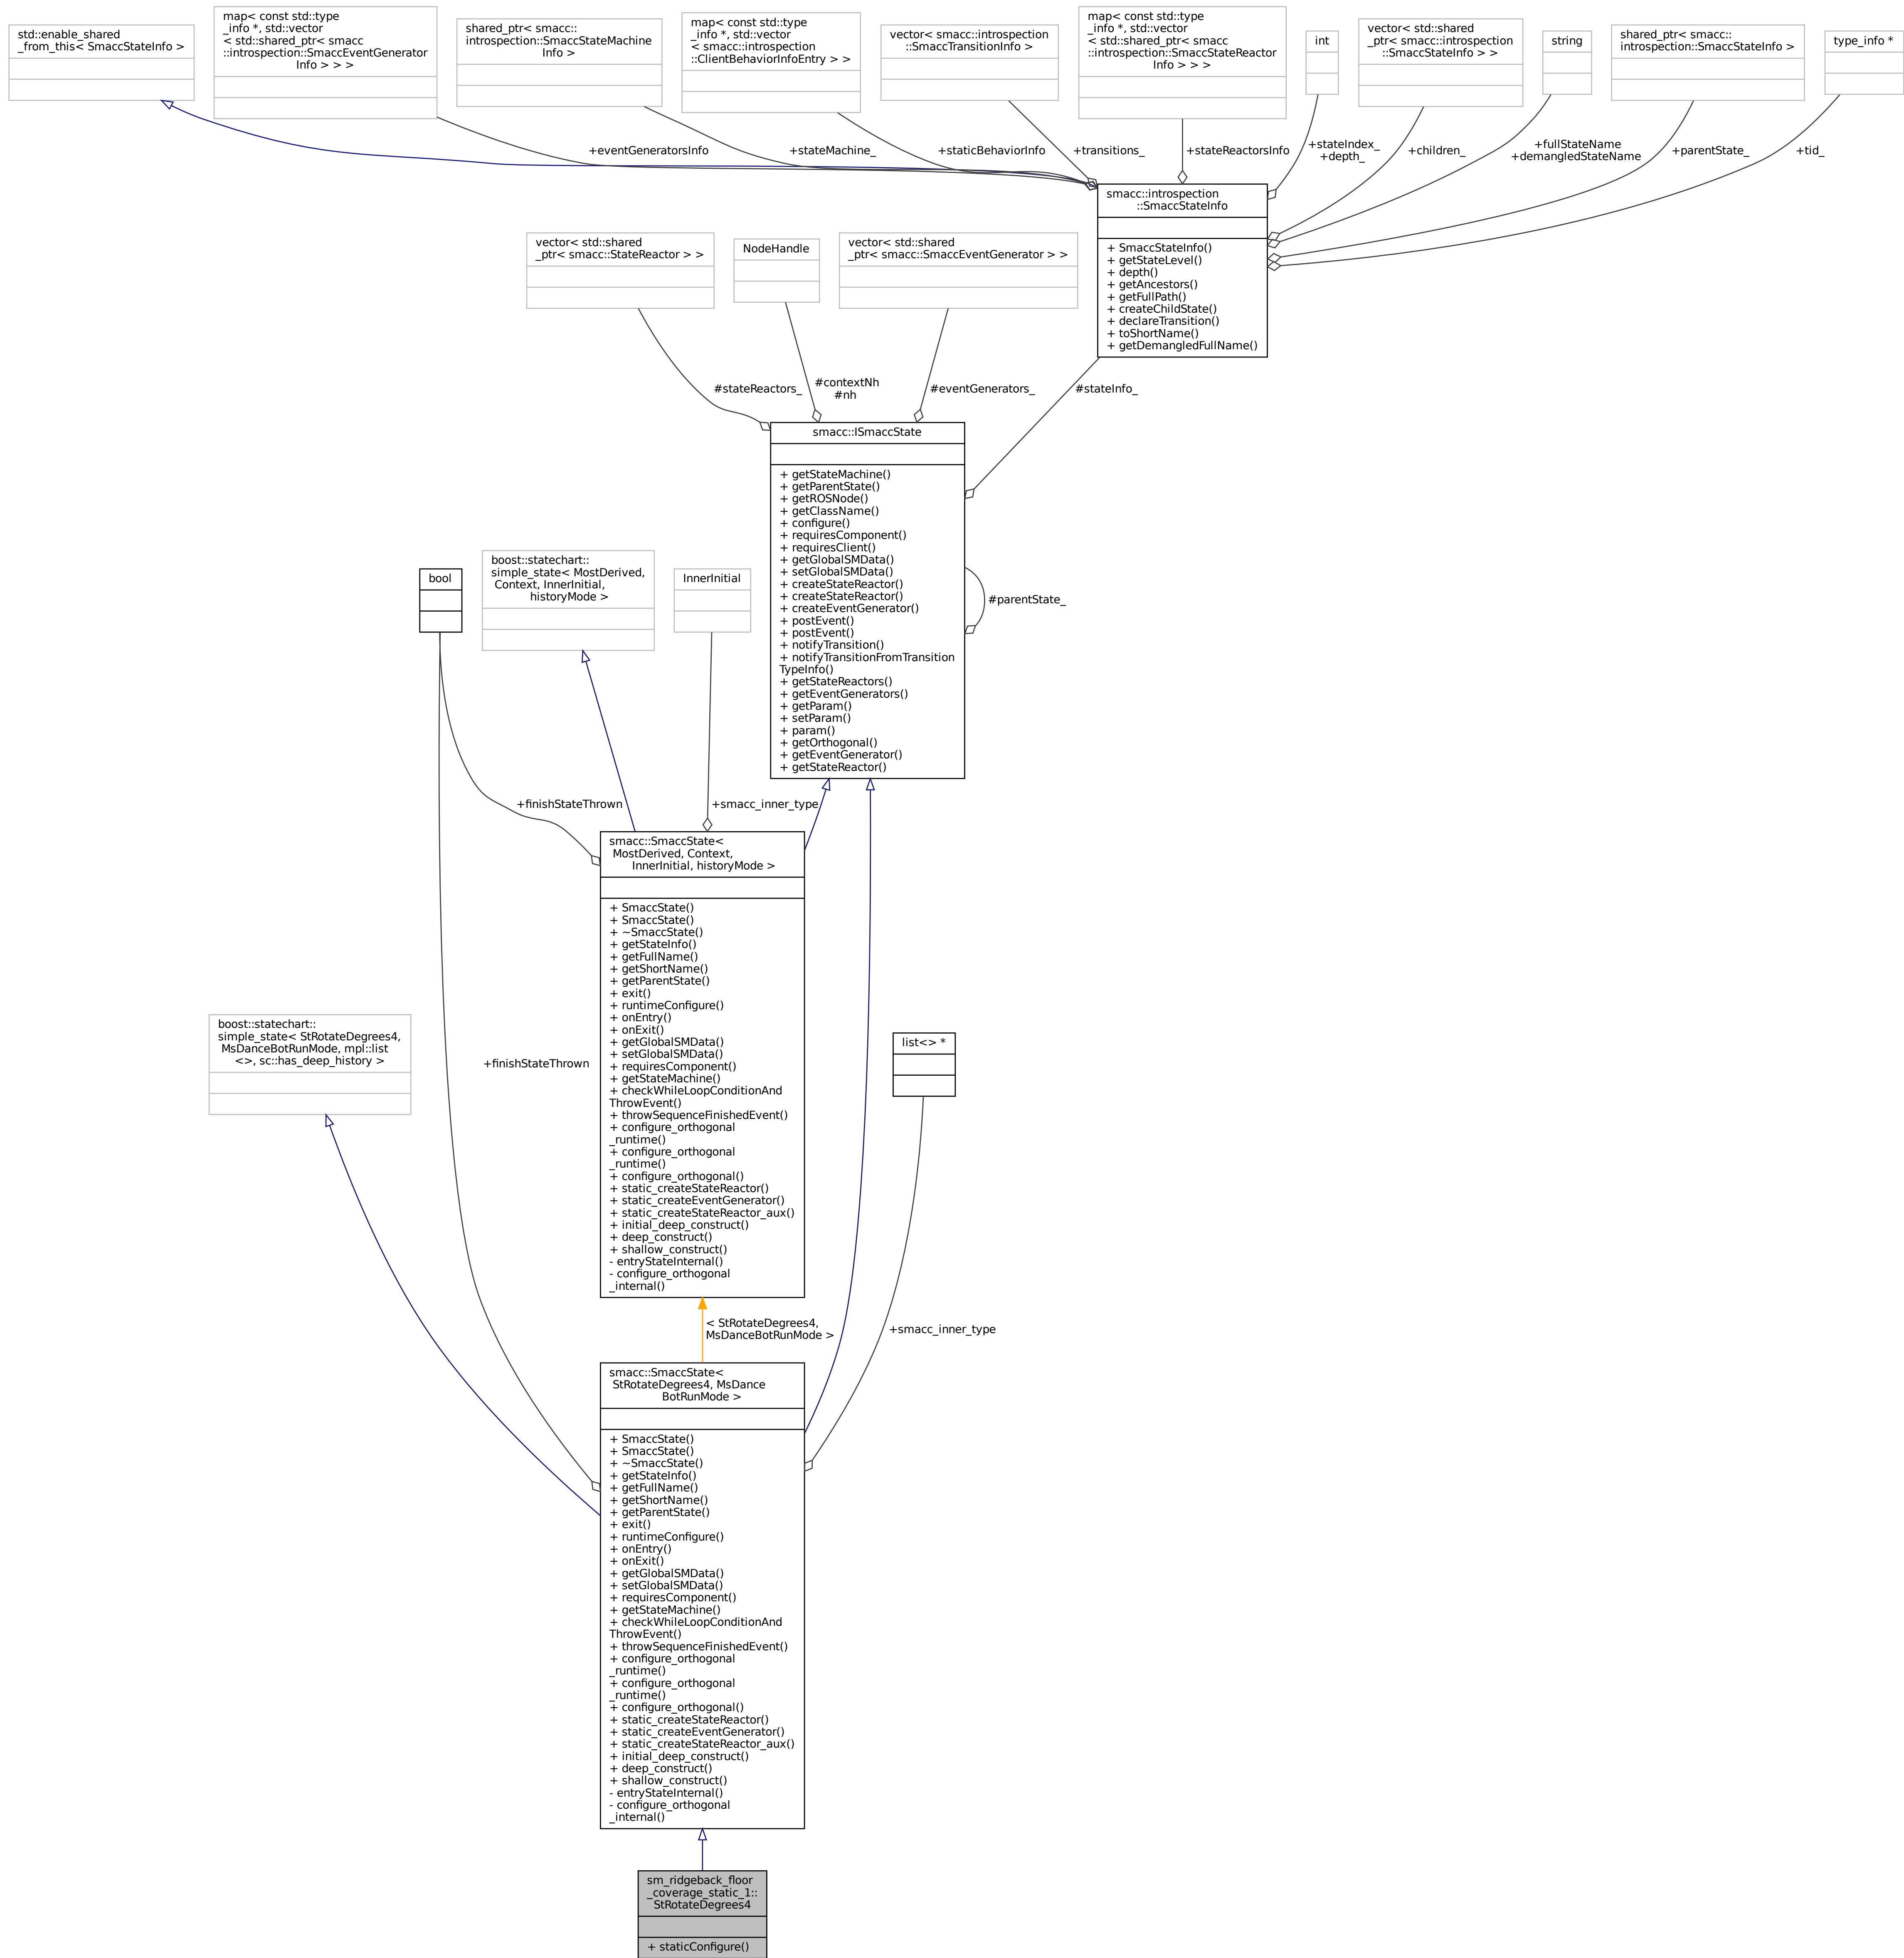 std::enable_shared
_from_this< SmaccStateInfo >
map< const std::type
_info *, std::vector
< std::shared_ptr< smacc
::introspection::SmaccEventGenerator
Info > > >
shared_ptr< smacc::
introspection::SmaccStateMachine
Info >
map< const std::type
_info *, std::vector
< smacc::introspection
::ClientBehaviorInfoEntry > >
vector< smacc::introspection
::SmaccTransitionInfo >
map< const std::type
_info *, std::vector
< std::shared_ptr< smacc
::introspection::SmaccStateReactor
Info > > >
int
vector< std::shared
_ptr< smacc::introspection
::SmaccStateInfo > >
string
shared_ptr< smacc::
introspection::SmaccStateInfo >
type_info *
+eventGeneratorsInfo
+stateMachine_
+staticBehaviorInfo
+transitions_
+stateReactorsInfo
+stateIndex_
+depth_
+children_
+fullStateName
+demangledStateName
+parentState_
+tid_
smacc::introspection
::SmaccStateInfo
+ SmaccStateInfo()
+ getStateLevel()
+ depth()
+ getAncestors()
+ getFullPath()
+ createChildState()
+ declareTransition()
+ toShortName()
+ getDemangledFullName()
vector< std::shared
_ptr< smacc::StateReactor > >
NodeHandle
vector< std::shared
_ptr< smacc::SmaccEventGenerator > >
#stateReactors_
#contextNh
#nh
#eventGenerators_
#stateInfo_
smacc::ISmaccState
+ getStateMachine()
+ getParentState()
+ getROSNode()
+ getClassName()
+ configure()
+ requiresComponent()
+ requiresClient()
+ getGlobalSMData()
+ setGlobalSMData()
+ createStateReactor()
+ createStateReactor()
+ createEventGenerator()
+ postEvent()
+ postEvent()
+ notifyTransition()
+ notifyTransitionFromTransition
TypeInfo()
+ getStateReactors()
+ getEventGenerators()
+ getParam()
+ setParam()
+ param()
+ getOrthogonal()
+ getEventGenerator()
+ getStateReactor()
#parentState_
bool
boost::statechart::
simple_state< MostDerived,
Context, InnerInitial,
historyMode >
InnerInitial
+finishStateThrown
+smacc_inner_type
smacc::SmaccState<
MostDerived, Context,
InnerInitial, historyMode >
+ SmaccState()
+ SmaccState()
+ ~SmaccState()
+ getStateInfo()
+ getFullName()
+ getShortName()
+ getParentState()
+ exit()
+ runtimeConfigure()
+ onEntry()
+ onExit()
+ getGlobalSMData()
+ setGlobalSMData()
+ requiresComponent()
+ getStateMachine()
+ checkWhileLoopConditionAnd
ThrowEvent()
+ throwSequenceFinishedEvent()
+ configure_orthogonal
_runtime()
+ configure_orthogonal
_runtime()
+ configure_orthogonal()
+ static_createStateReactor()
+ static_createEventGenerator()
+ static_createStateReactor_aux()
+ initial_deep_construct()
+ deep_construct()
+ shallow_construct()
- entryStateInternal()
- configure_orthogonal
_internal()
boost::statechart::
simple_state< StRotateDegrees4,
MsDanceBotRunMode, mpl::list
<>, sc::has_deep_history >
+finishStateThrown
list<> *
< StRotateDegrees4,
MsDanceBotRunMode >
+smacc_inner_type
smacc::SmaccState<
StRotateDegrees4, MsDance
BotRunMode >
+ SmaccState()
+ SmaccState()
+ ~SmaccState()
+ getStateInfo()
+ getFullName()
+ getShortName()
+ getParentState()
+ exit()
+ runtimeConfigure()
+ onEntry()
+ onExit()
+ getGlobalSMData()
+ setGlobalSMData()
+ requiresComponent()
+ getStateMachine()
+ checkWhileLoopConditionAnd
ThrowEvent()
+ throwSequenceFinishedEvent()
+ configure_orthogonal
_runtime()
+ configure_orthogonal
_runtime()
+ configure_orthogonal()
+ static_createStateReactor()
+ static_createEventGenerator()
+ static_createStateReactor_aux()
+ initial_deep_construct()
+ deep_construct()
+ shallow_construct()
- entryStateInternal()
- configure_orthogonal
_internal()
sm_ridgeback_floor
_coverage_static_1::
StRotateDegrees4
+ staticConfigure()